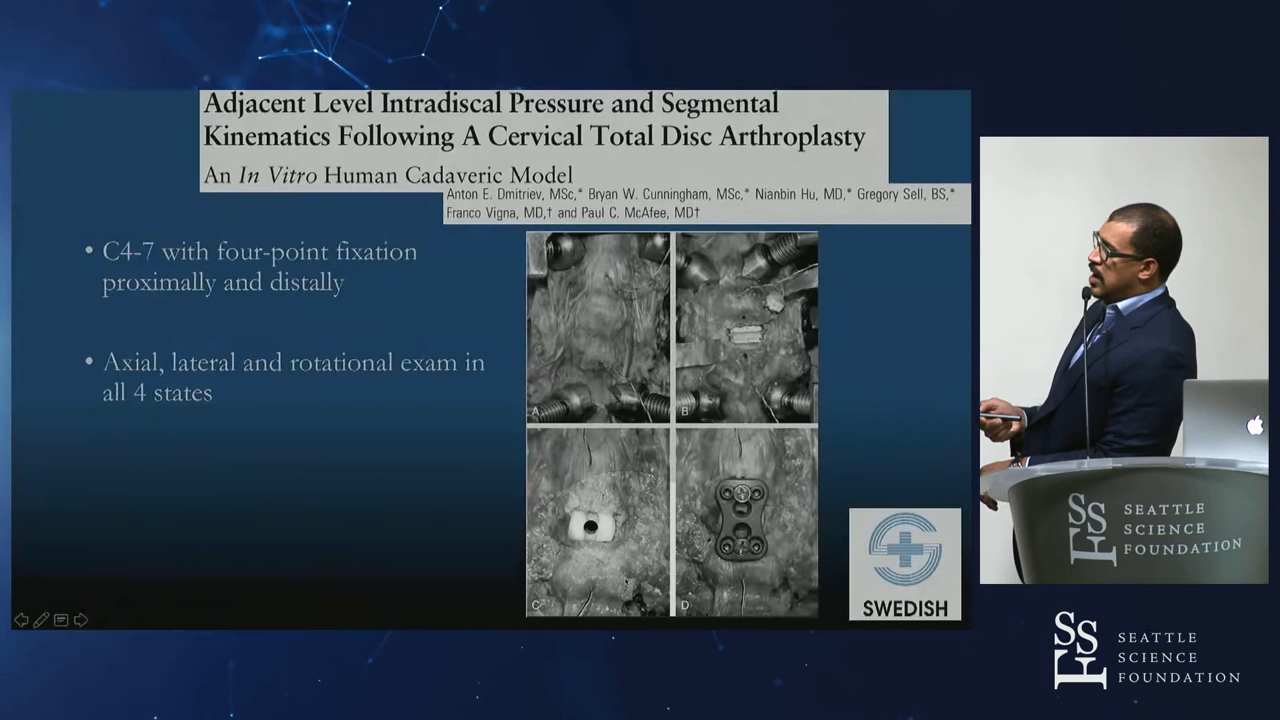 Adjacent Level Intradiscal Pressure and Segmental
Kinematics Following A Cervical Total Disc Arthroplasty
An In Vitro Human Cadaveric Model
Anton E. Dmitriev, MSc,* Bryan W. Cunningham, MSc,* Nianbin Hu, MD,* Gregory Sell, BS,*
Franco Vigna, MD,† and Paul C. McAfee, MD†
• C4-7 with four-point fixation
proximally and distally
• Axial, lateral and rotational exam in
all 4 states
A
B
C
D
SWEDISH
SSF
SEATTLE
SCIENCE
FOUNDATION
SSF
SEATTLE
SCIENCE
FOUNDATION